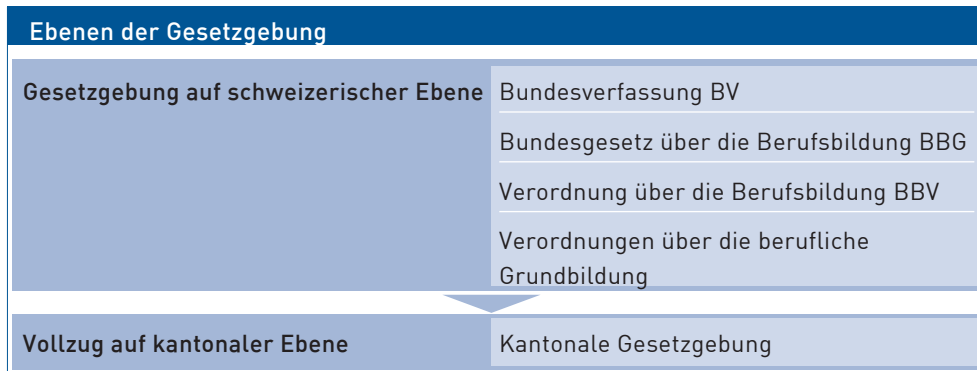 Ebenen der Gesetzgebung
Gesetzgebung auf schweizerischer Ebene
Bundesverfassung BV
Bundesgesetz über die Berufsbildung BBG
Verordnung über die Berufsbildung BBV
Verordnungen über die berufliche
Grundbildung
Vollzug auf kantonaler Ebene
Kantonale Gesetzgebung